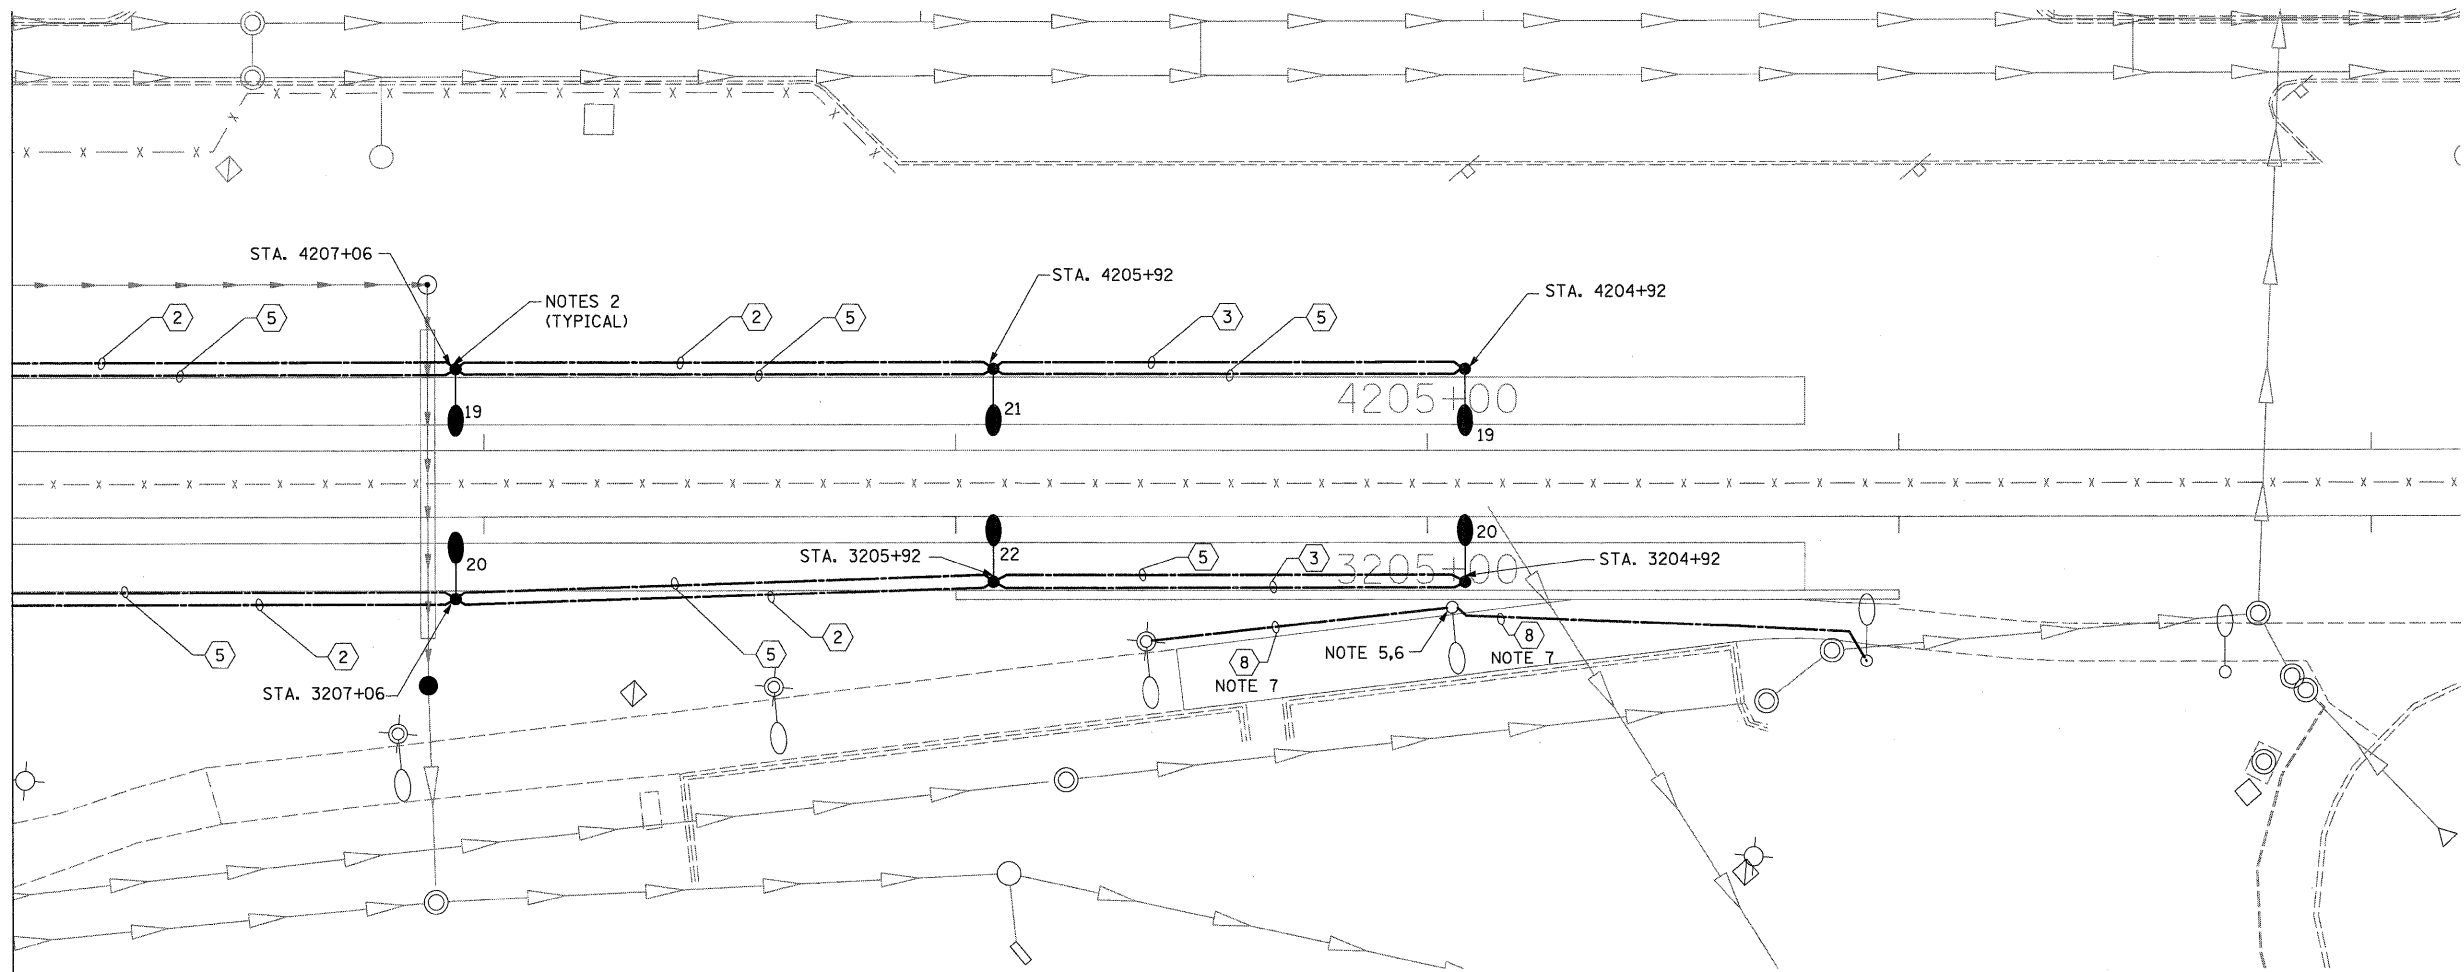 STA. 4207+06
STA. 4205+92
STA. 4204+92
NOTES 2
(TYPICAL)
2
5
2
5
3
5
4205+00
19
21
19
X — X — X — X
STA. 3205+92
20
22
20
5
3
3205+00
STA. 3204+92
5
2
5
2
8
NOTE 7
NOTE 5,6
8
NOTE 7
STA. 3207+06